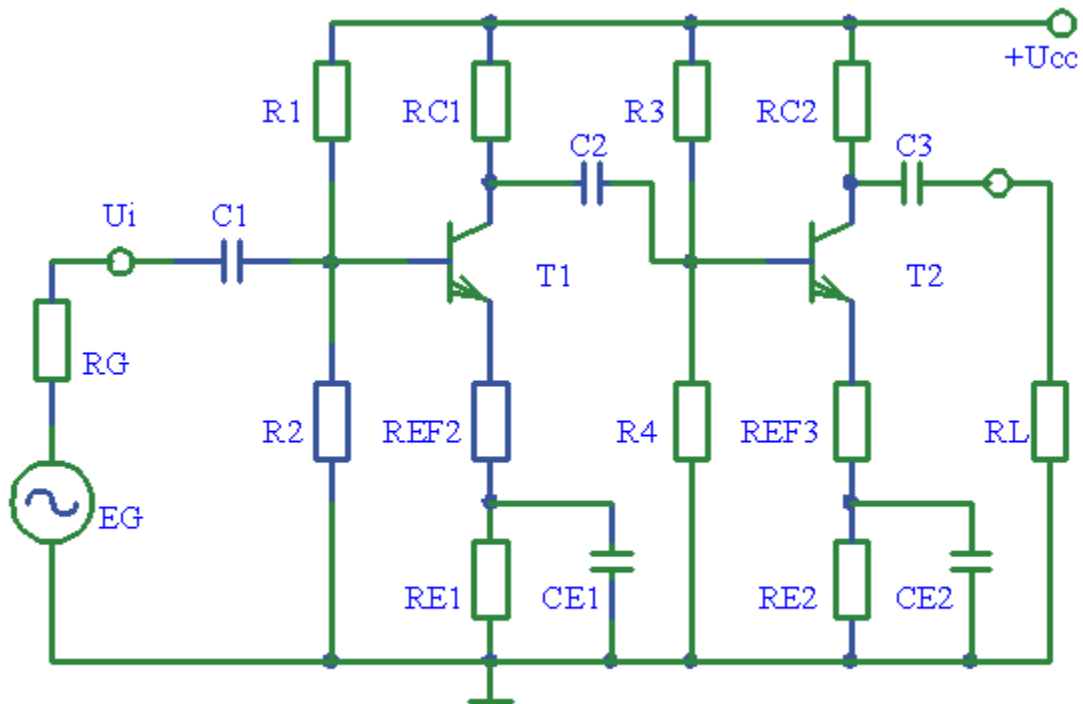 +Ucc
R1
RC1
R3
RC2
C2
C3
Ui
C1
T1
T2
RG
R2
REF2
R4
REF3
RL
EG
RE1
CE1
RE2
CE2